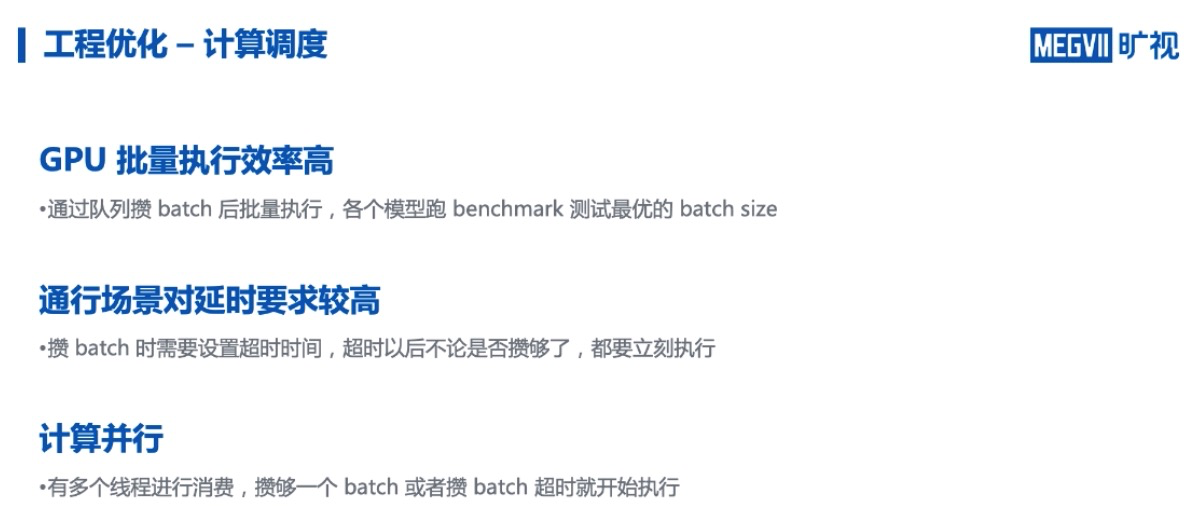 工程优化 – 计算调度
MEGVII 旷视
GPU 批量执行效率高
•通过队列攒 batch 后批量执行，各个模型跑 benchmark 测试最优的 batch size
通行场景对延时要求较高
•攒 batch 时需要设置超时时间，超时以后不论是否攒够了，都要立刻执行
计算并行
•有多个线程进行消费，攒够一个 batch 或者攒 batch 超时就开始执行